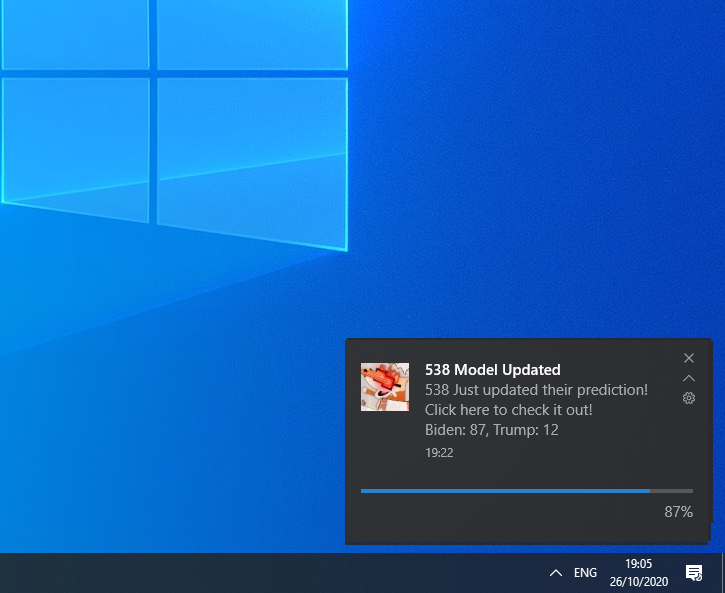 538 Model Updated
538 Just updated their prediction!
Click here to check it out!
Biden: 87, Trump: 12
19:22
87%
ENG
19:05
26/10/2020